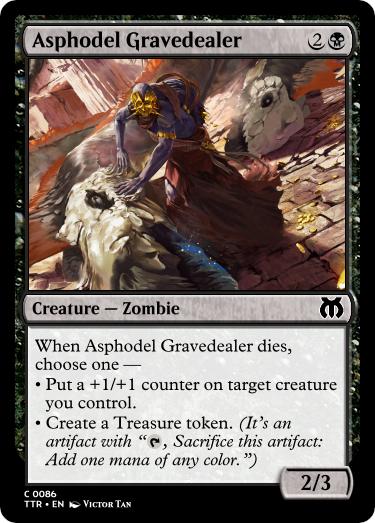 Asphodel Gravedealer 2
Creature — Zombie
When Asphodel Gravedealer dies,
choose one —
• Put a +1/+1 counter on target creature
you control.
• Create a Treasure token. (It's an
artifact with “, Sacrifice this artifact:
Add one mana of any color.”)
2/3
C 0086
TTR • EN Victor Tan